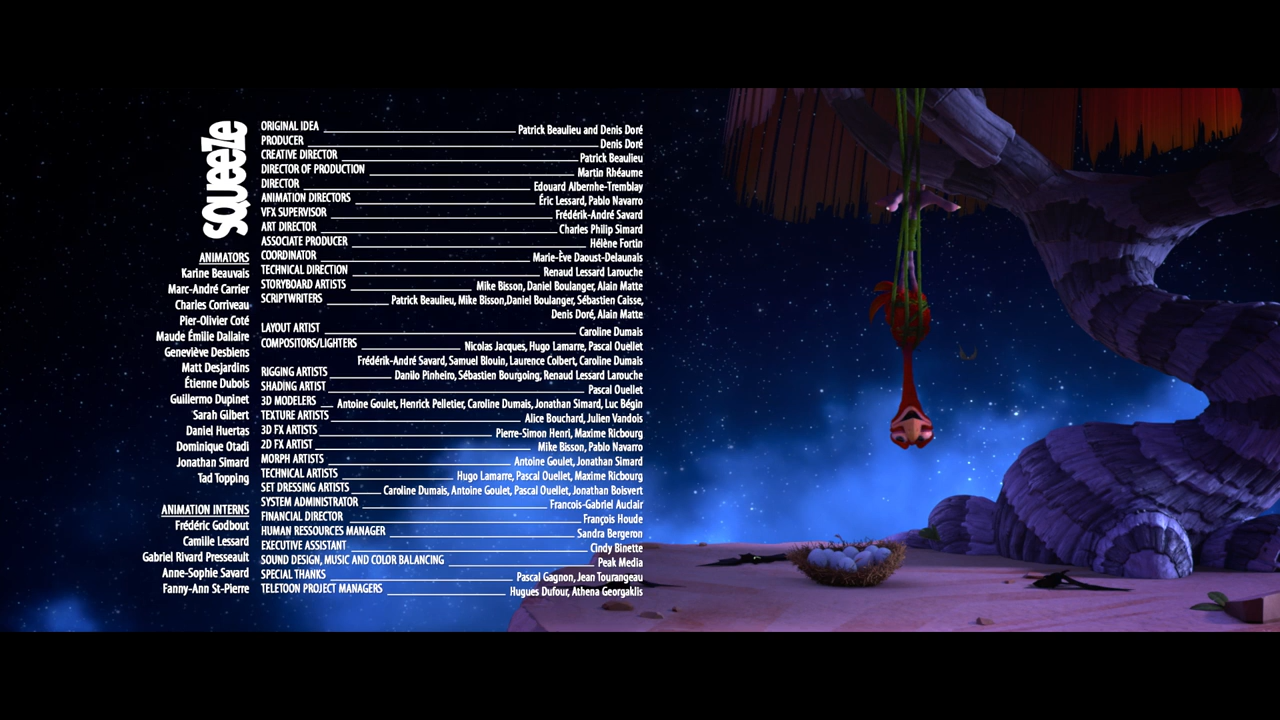 squeeze
ANIMATORS
Karine Beauvais
Marc-André Carrier
Charles Corriveau
Pier-Olivier Coté
Maude Émilie Dallaire
Geneviève Desbiens
Matt Desjardins
Étienne Dubois
Guillermo Dupinet
Sarah Gilbert
Daniel Huertas
Dominique Otadi
Jonathan Simard
Tad Topping
ANIMATION INTERNS
Frédéric Godbout
Camille Lessard
Gabriel Rivard Presseault
Anne-Sophie Savard
Fanny-Ann St-Pierre
ORIGINAL IDEA Patrick Beaulieu and Denis Doré
PRODUCER Denis Doré
CREATIVE DIRECTOR Patrick Beaulieu
DIRECTOR OF PRODUCTION Martin Rhéaume
DIRECTOR Edouard Albernhe-Tremblay
ANIMATION DIRECTORS Éric Lessard, Pablo Navarro
VFX SUPERVISOR Frédérik-André Savard
ART DIRECTOR Charles Philip Simard
ASSOCIATE PRODUCER Hélène Fortin
COORDINATOR Marie-Ève Daoust-Delaunais
TECHNICAL DIRECTION Renaud Lessard Larouche
STORYBOARD ARTISTS Mike Bisson, Daniel Boulanger, Alain Matte
SCRIPTWRITERS Patrick Beaulieu, Mike Bisson,Daniel Boulanger, Sébastien Caisse,
Denis Doré, Alain Matte
LAYOUT ARTIST Caroline Dumais
COMPOSITORS/LIGHTERS Nicolas Jacques, Hugo Lamarre, Pascal Ouellet
Frédérik-André Savard, Samuel Blouin, Laurence Colbert, Caroline Dumais
RIGGING ARTISTS Danilo Pinheiro, Sébastien Bourgoing, Renaud Lessard Larouche
SHADING ARTIST Pascal Ouellet
3D MODELERS Antoine Goulet, Henrick Pelletier, Caroline Dumais, Jonathan Simard, Luc Bégin
TEXTURE ARTISTS Alice Bouchard, Julien Vandois
3D FX ARTISTS Pierre-Simon Henri, Maxime Ricbourg
2D FX ARTIST Mike Bisson, Pablo Navarro
MORPH ARTISTS Antoine Goulet, Jonathan Simard
TECHNICAL ARTISTS Hugo Lamarre, Pascal Ouellet, Maxime Ricbourg
SET DRESSING ARTISTS Caroline Dumais, Antoine Goulet, Pascal Ouellet, Jonathan Boisvert
SYSTEM ADMINISTRATOR Francois-Gabriel Auclair
FINANCIAL DIRECTOR François Houde
HUMAN RESSOURCES MANAGER Sandra Bergeron
EXECUTIVE ASSISTANT Cindy Binette
SOUND DESIGN, MUSIC AND COLOR BALANCING Peak Media
SPECIAL THANKS Pascal Gagnon, Jean Tourangeau
TELETOON PROJECT MANAGERS Hugues Dufour, Athena Georgaklis